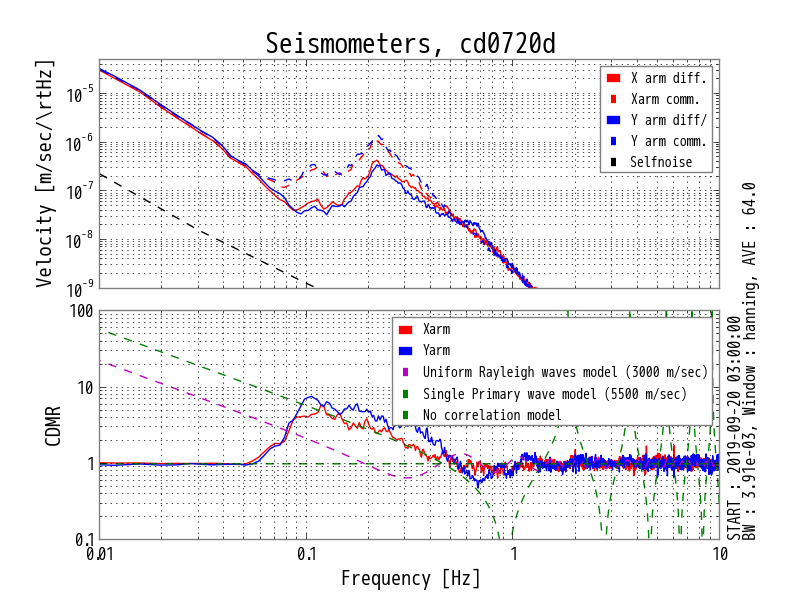 Seismometers, cd0720d
Velocity [m/sec/\rtHz]
10^-5
10^-6
10^-7
10^-8
10^-9
X arm diff.
Xarm comm.
Y arm diff/
Y arm comm.
Selfnoise
CDMR
100
10
1
0.1
Xarm
Yarm
Uniform Rayleigh waves model (3000 m/sec)
Single Primary wave model (5500 m/sec)
No correlation model
0.01
0.1
1
10
Frequency [Hz]
START : 2019-09-20 03:00:00
BW : 3.91e-03, Window : hanning, AVE : 64.0